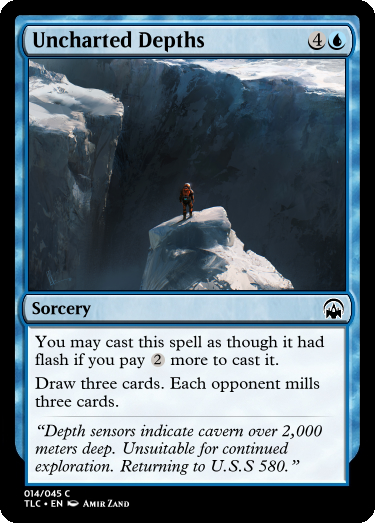 Uncharted Depths 4
Sorcery
You may cast this spell as though it had
flash if you pay 2 more to cast it.
Draw three cards. Each opponent mills
three cards.
“Depth sensors indicate cavern over 2,000
meters deep. Unsuitable for continued
exploration. Returning to U.S.S 580.”
014/045 C
TLC • EN Amir Zand